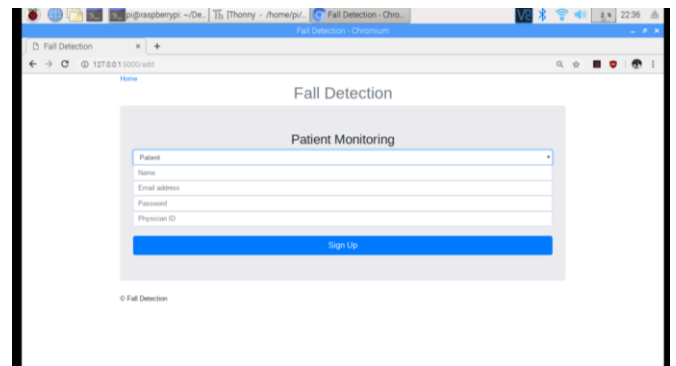 pi@raspberrypi: ~/De... [Thonny - /home/pi/... Fall Detection - Chro... 22:36
Fall Detection - Chromium
Fall Detection
127.0.0.1:5000/add
Home
Fall Detection
Patient Monitoring
Patient
Name
Email address
Password
Physician ID
Sign Up
© Fall Detection